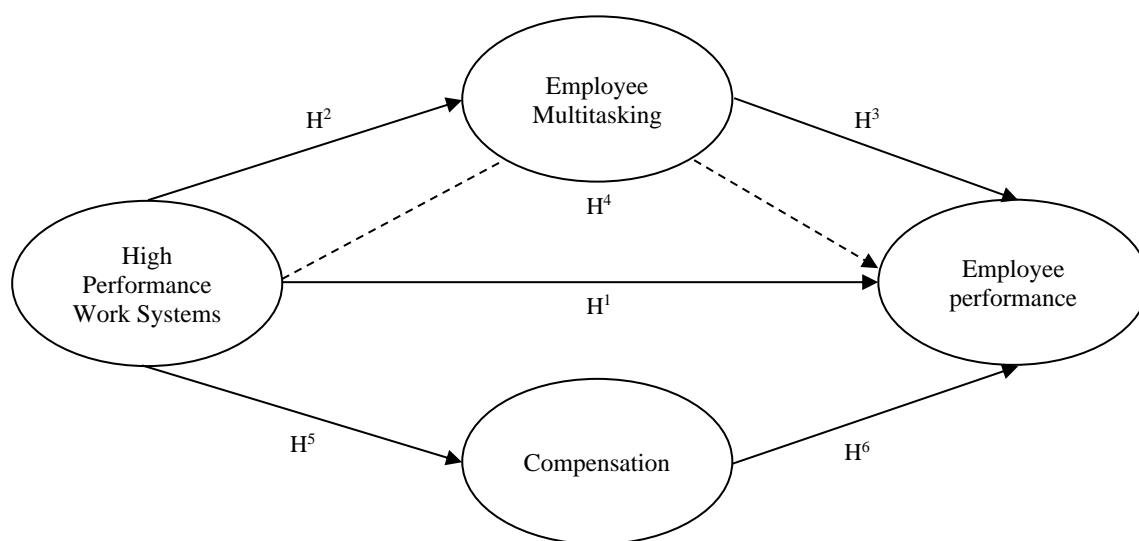 Employee
Multitasking
H²
H³
H⁴
High
Performance
Work Systems
Employee
performance
H¹
H⁵
Compensation
H⁶